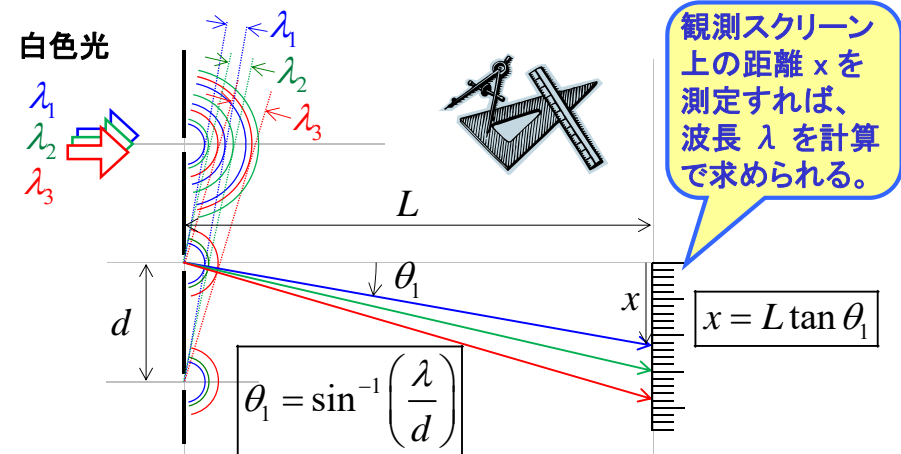 白色光
λ₁
λ₂
λ₃
λ₁
λ₂
λ₃
観測スクリーン
上の距離 x を
測定すれば、
波長 λ を計算
で求められる。
L
θ₁
x
d
x = L tan θ₁
θ₁ = sin⁻¹(λ/d)